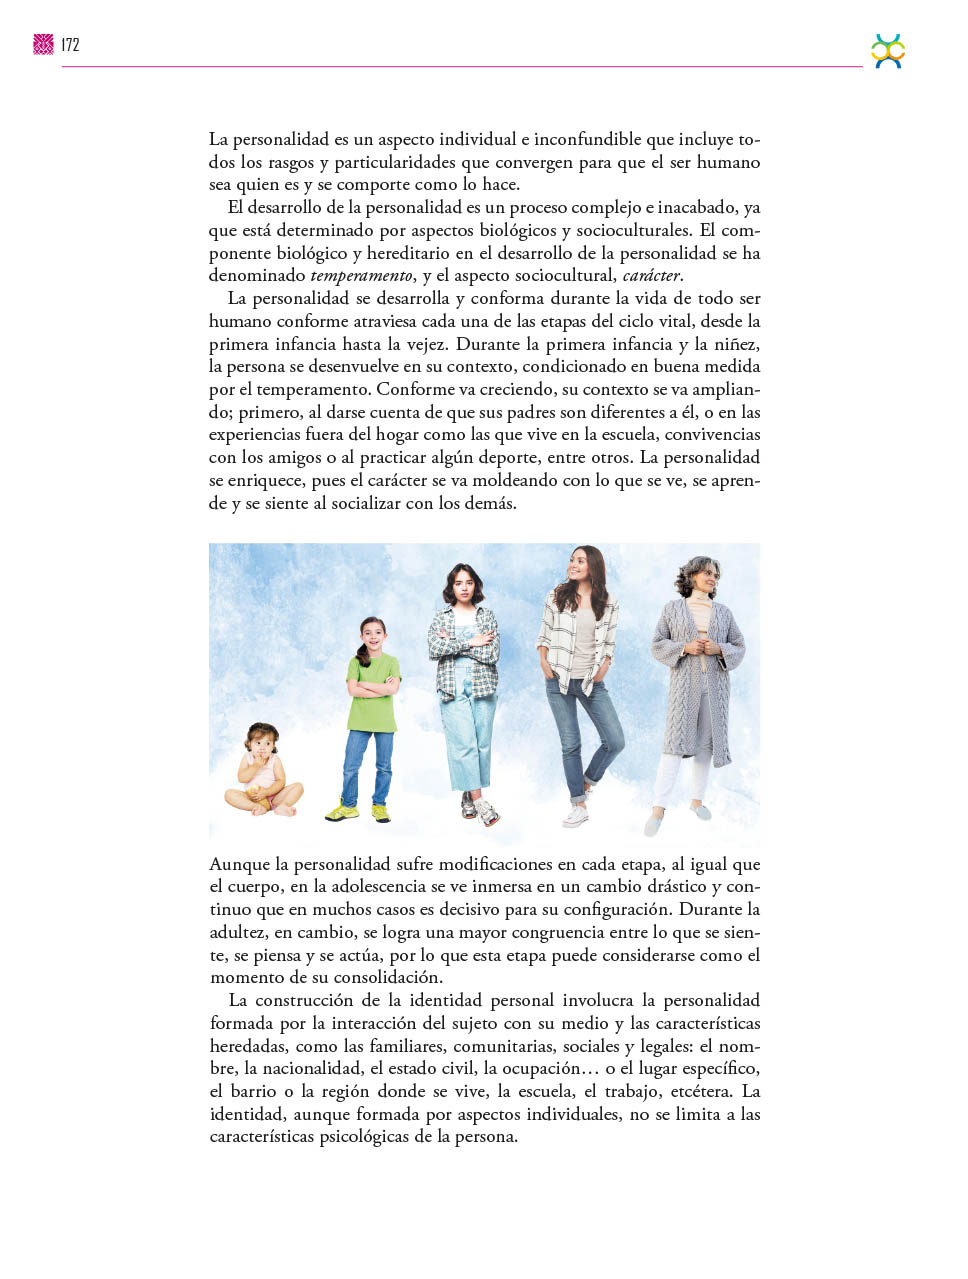 172
La personalidad es un aspecto individual e inconfundible que incluye to-
dos los rasgos y particularidades que convergen para que el ser humano
sea quien es y se comporte como lo hace.
El desarrollo de la personalidad es un proceso complejo e inacabado, ya
que está determinado por aspectos biológicos y socioculturales. El com-
ponente biológico y hereditario en el desarrollo de la personalidad se ha
denominado temperamento, y el aspecto sociocultural, carácter.
La personalidad se desarrolla y conforma durante la vida de todo ser
humano conforme atraviesa cada una de las etapas del ciclo vital, desde la
primera infancia hasta la vejez. Durante la primera infancia y la niñez,
la persona se desenvuelve en su contexto, condicionado en buena medida
por el temperamento. Conforme va creciendo, su contexto se va amplian-
do; primero, al darse cuenta de que sus padres son diferentes a él, o en las
experiencias fuera del hogar como las que vive en la escuela, convivencias
con los amigos o al practicar algún deporte, entre otros. La personalidad
se enriquece, pues el carácter se va moldeando con lo que se ve, se apren-
de y se siente al socializar con los demás.
Aunque la personalidad sufre modificaciones en cada etapa, al igual que
el cuerpo, en la adolescencia se ve inmersa en un cambio drástico y con-
tinuo que en muchos casos es decisivo para su configuración. Durante la
adultez, en cambio, se logra una mayor congruencia entre lo que se sien-
te, se piensa y se actúa, por lo que esta etapa puede considerarse como el
momento de su consolidación.
La construcción de la identidad personal involucra la personalidad
formada por la interacción del sujeto con su medio y las características
heredadas, como las familiares, comunitarias, sociales y legales: el nom-
bre, la nacionalidad, el estado civil, la ocupación… o el lugar específico,
el barrio o la región donde se vive, la escuela, el trabajo, etcétera. La
identidad, aunque formada por aspectos individuales, no se limita a las
características psicológicas de la persona.